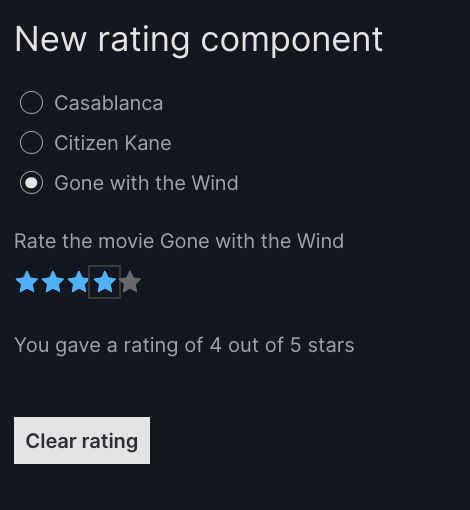 New rating component
Casablanca
Citizen Kane
Gone with the Wind
Rate the movie Gone with the Wind
You gave a rating of 4 out of 5 stars
Clear rating